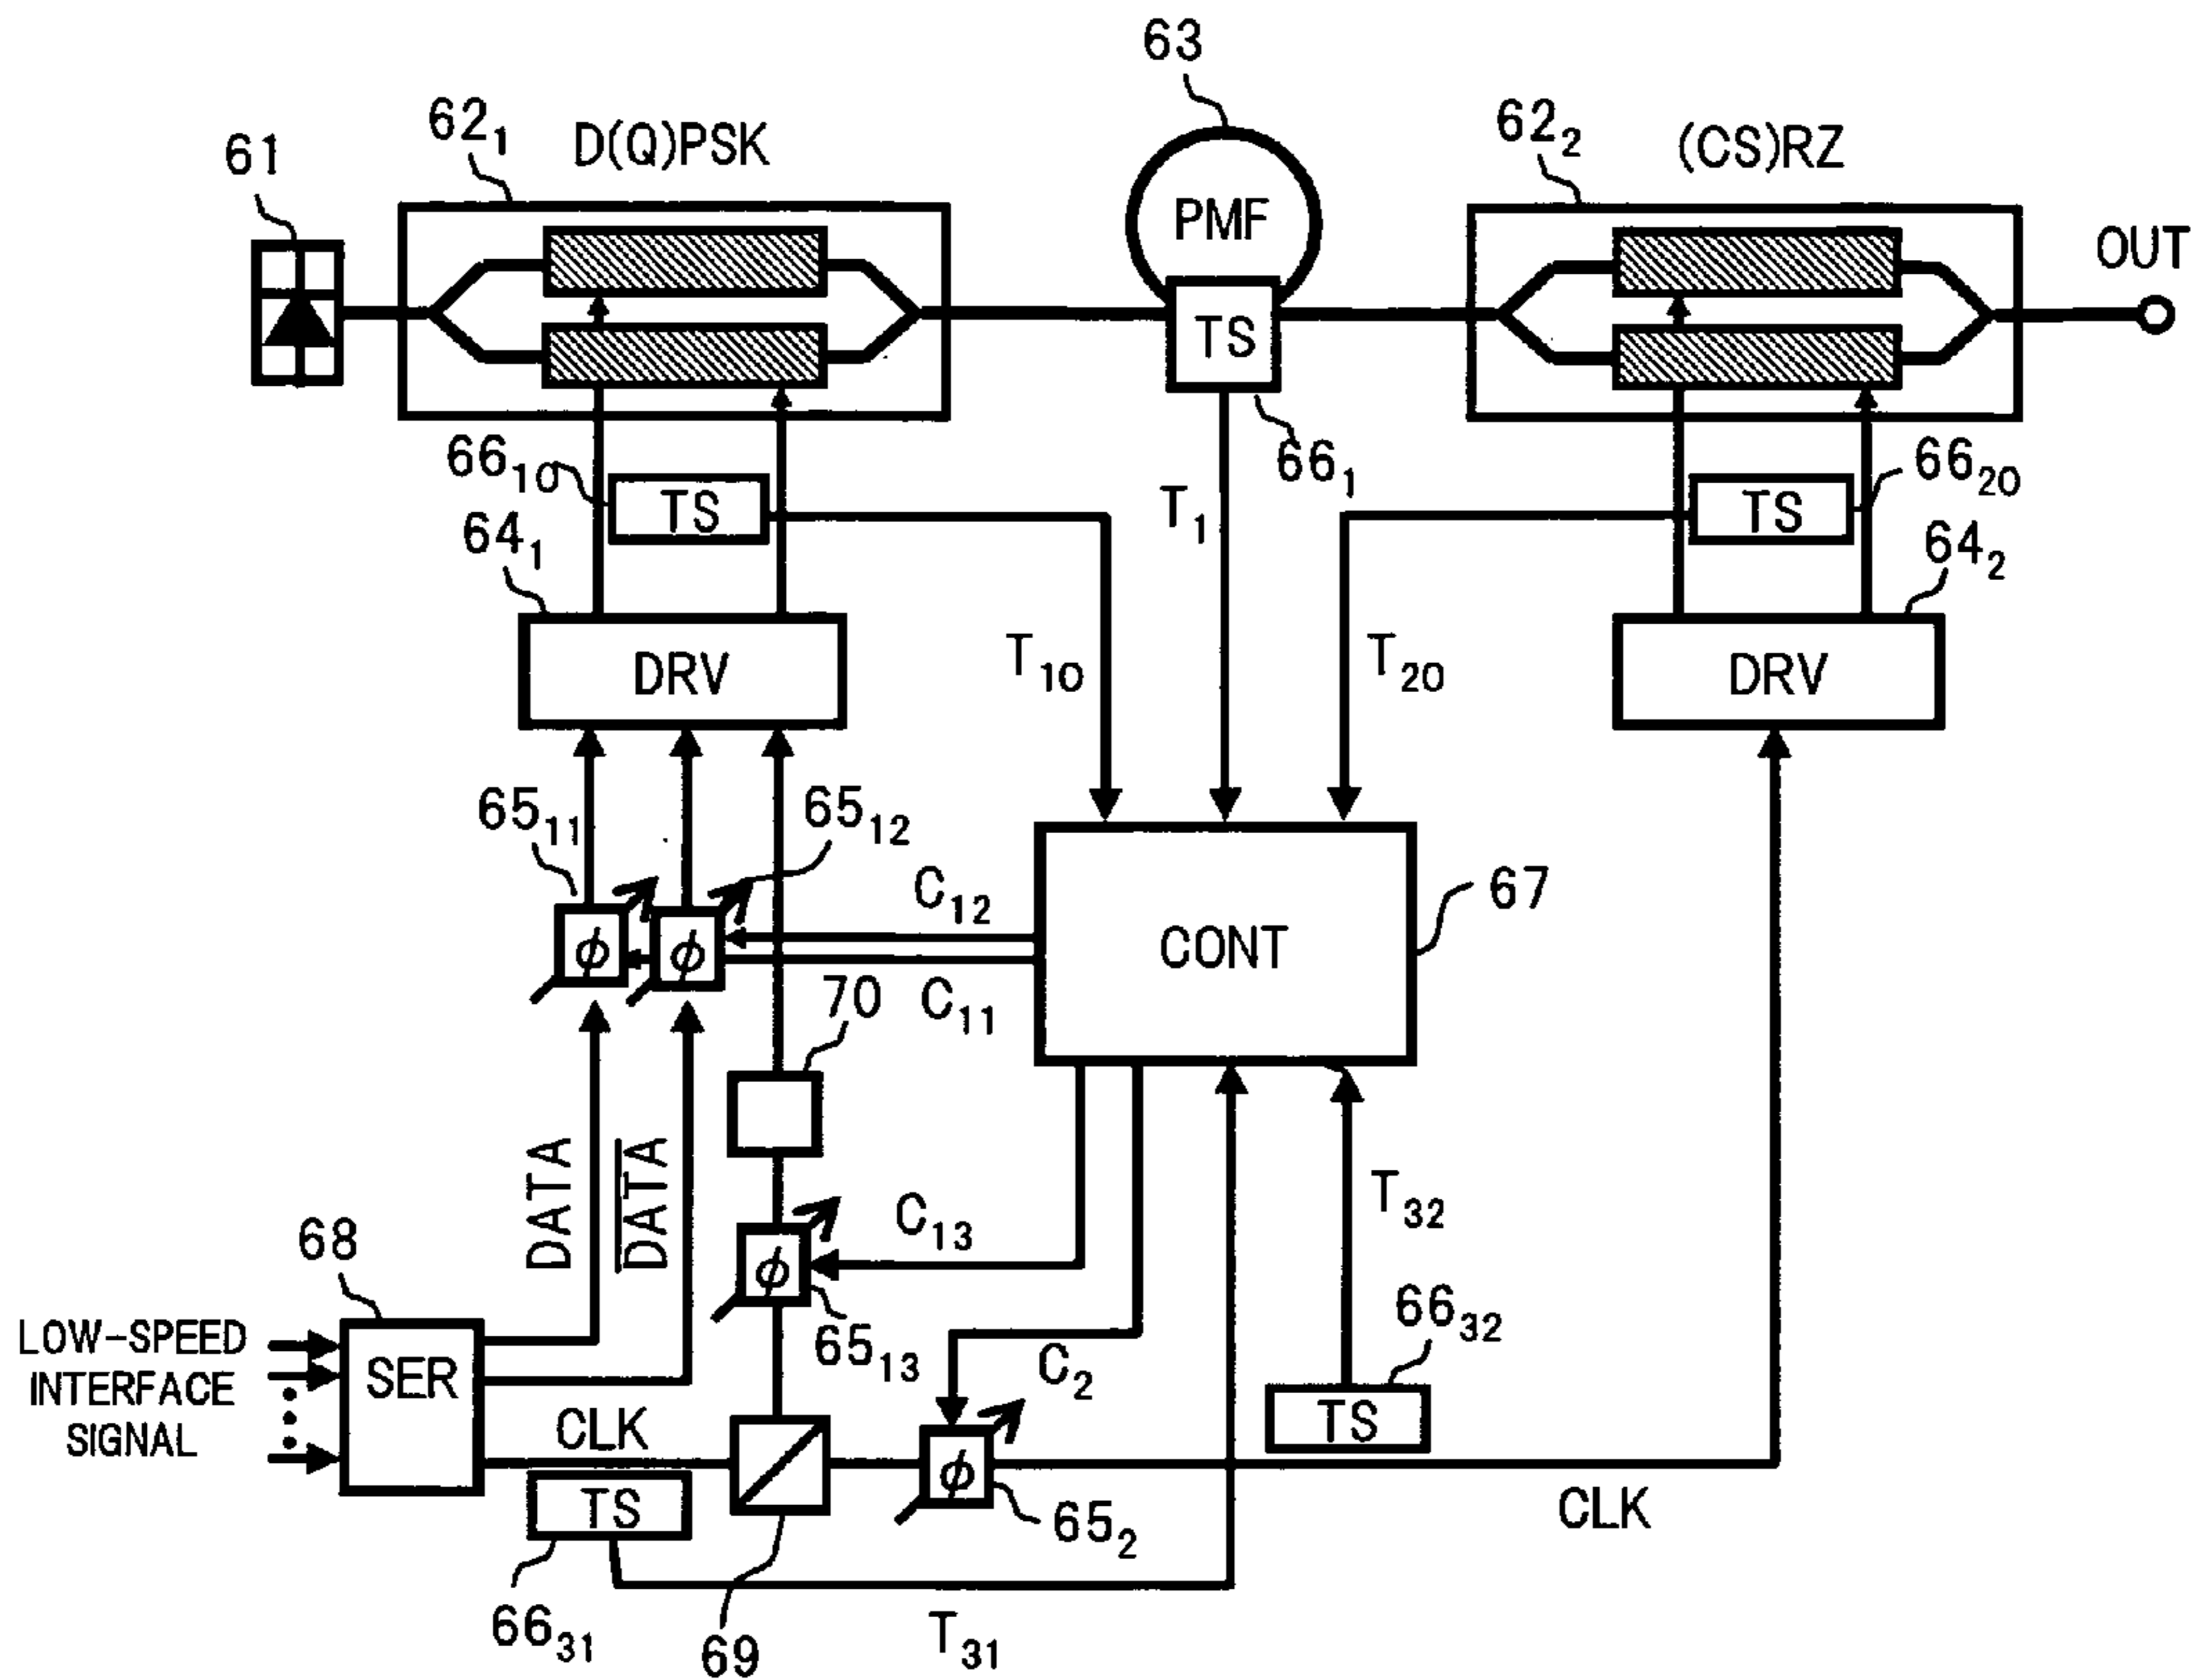 63
62₁
D(Q)PSK
62₂
(CS)RZ
61
PMF
OUT
TS
66₁₀
TS
66₁
T₁
TS
66₂₀
64₁
64₂
DRV
T₁₀
T₂₀
DRV
65₁₁
65₁₂
C₁₂
CONT
67
ϕ
ϕ
C₁₁
70
DATA
D̅A̅T̅A̅
C₁₃
T₃₂
68
ϕ
65₁₃
66₃₂
LOW-SPEED
INTERFACE
SIGNAL
SER
C₂
TS
CLK
ϕ
65₂
CLK
TS
66₃₁
69
T₃₁